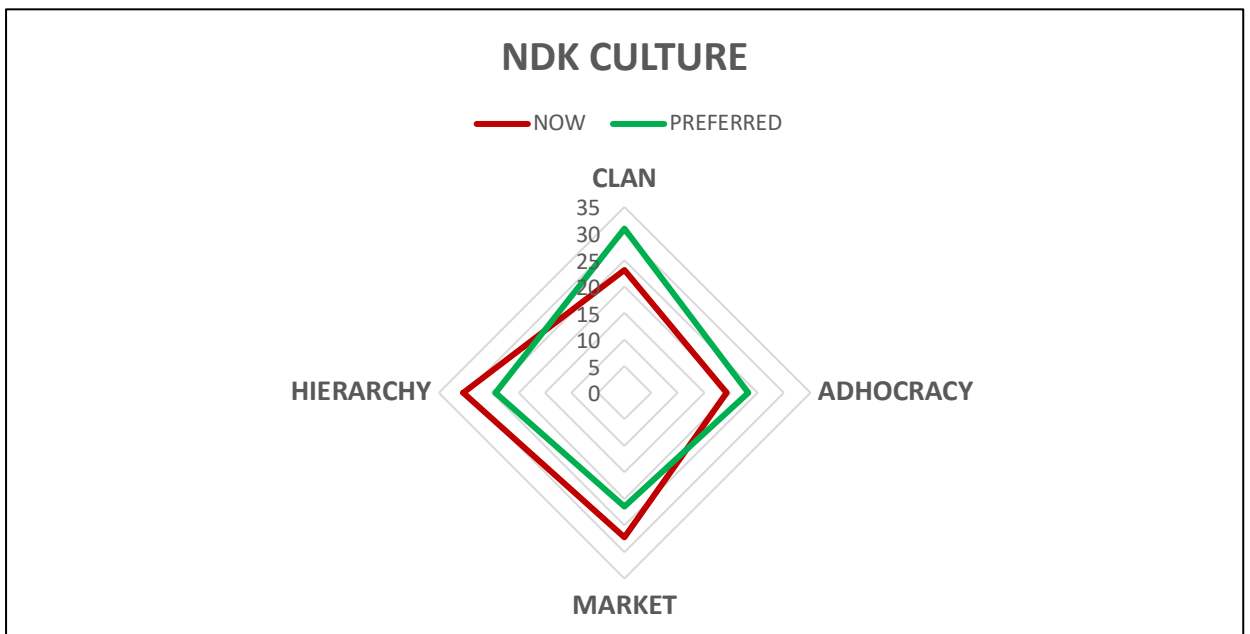 NDK CULTURE
NOW PREFERRED
CLAN
35
30
25
20
15
10
5
0
HIERARCHY
ADHOCRACY
MARKET